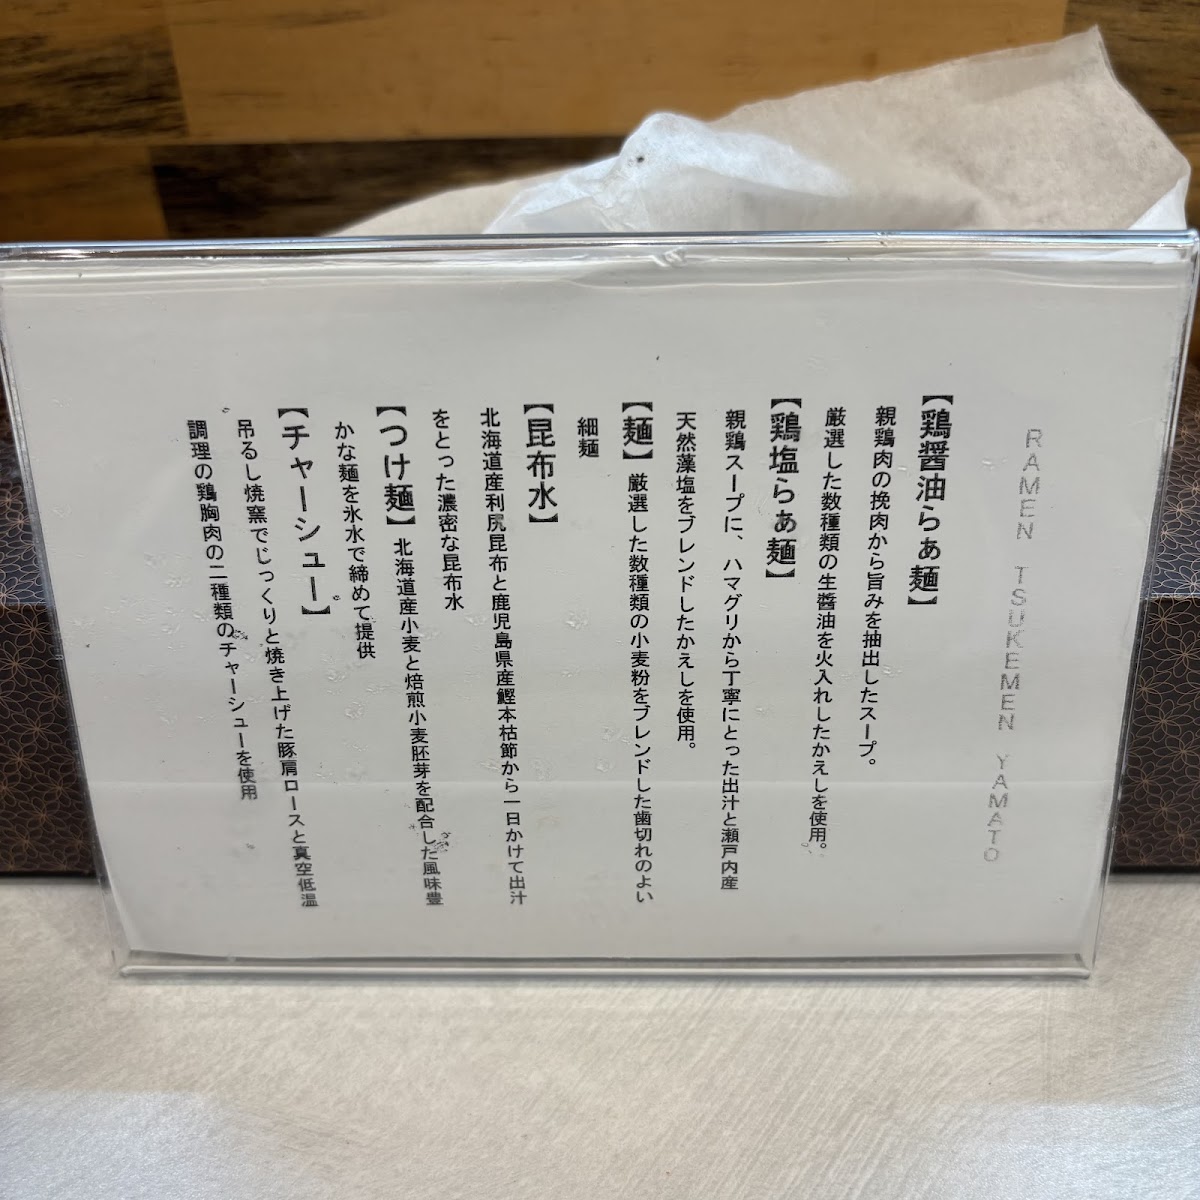 RAMEN TSUKEMEN YAMATO
【鶏醤油らぁ麺】
親鶏肉の挽肉から旨みを抽出したスープ。
厳選した数種類の生醤油を火入れしたかえしを使用。
【鶏塩らぁ麺】
親鶏スープに、ハマグリから丁寧にとった出汁と瀬戸内産
天然藻塩をブレンドしたかえしを使用。
【麺】厳選した数種類の小麦粉をブレンドした歯切れのよい
細麺
【昆布水】
北海道産利尻昆布と鹿児島県産鰹本枯節から一日かけて出汁
をとった濃密な昆布水
【つけ麺】北海道産小麦と焙煎小麦胚芽を配合した風味豊
かな麺を氷水で締めて提供
【チャーシュー】
吊るし焼窯でじっくりと焼き上げた豚肩ロースと真空低温
調理の鶏胸肉の二種類のチャーシューを使用